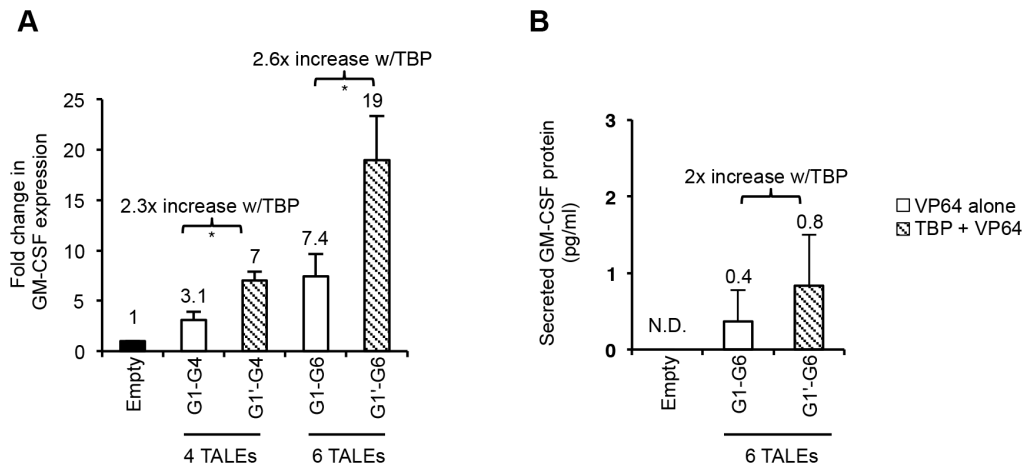 A
2.6x increase w/TBP
*
19
25
20
15
10
5
0
Fold change in
GM-CSF expression
2.3x increase w/TBP
*
1
3.1
7
7.4
Empty
G1-G4
G1'-G4
G1-G6
G1'-G6
4 TALEs
6 TALEs
B
3
2
1
0
Secreted GM-CSF protein
(pg/ml)
2x increase w/TBP
N.D.
0.4
0.8
Empty
G1-G6
G1'-G6
6 TALEs
VP64 alone
TBP + VP64